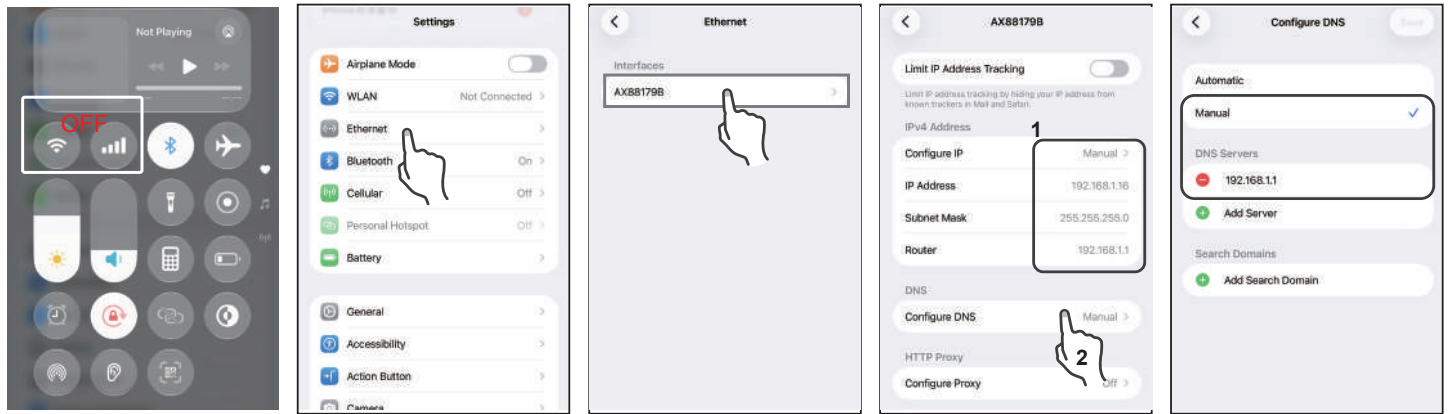 Not Playing
OFF
Settings
Airplane Mode
WLAN Not Connected
Ethernet
Bluetooth On
Cellular Off
Personal Hotspot Off
Battery
General
Accessibility
Action Button
Camera
Ethernet
Interfaces
AX88179B
AX88179B
Limit IP Address Tracking
Limit IP address tracking by hiding your IP address from
known trackers in Mail and Safari.
IPv4 Address
1
Configure IP Manual
IP Address 192.168.1.16
Subnet Mask 255.255.255.0
Router 192.168.1.1
DNS
Configure DNS Manual
2
HTTP Proxy
Configure Proxy Off
Configure DNS
Automatic
Manual
DNS Servers
192.168.1.1
Add Server
Search Domains
Add Search Domain